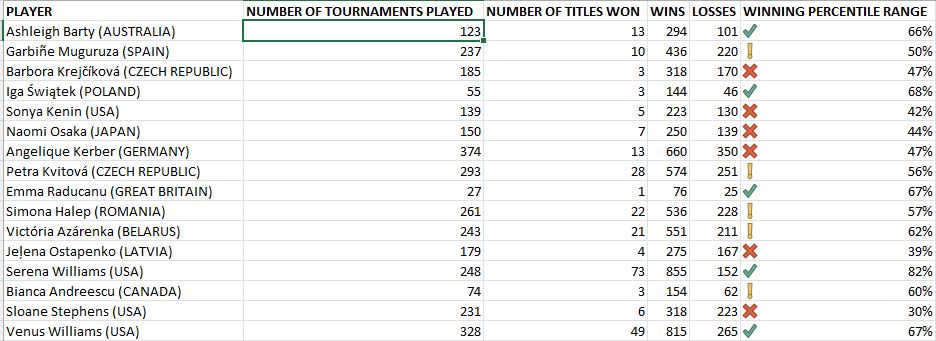 PLAYER NUMBER OF TOURNAMENTS PLAYED NUMBER OF TITLES WON WINS LOSSES WINNING PERCENTILE RANGE
Ashleigh Barty (AUSTRALIA) 123 13 294 101 66%
Garbiñe Muguruza (SPAIN) 237 10 436 220 50%
Barbora Krejčíková (CZECH REPUBLIC) 185 3 318 170 47%
Iga Świątek (POLAND) 55 3 144 46 68%
Sonya Kenin (USA) 139 5 223 130 42%
Naomi Osaka (JAPAN) 150 7 250 139 44%
Angelique Kerber (GERMANY) 374 13 660 350 47%
Petra Kvitová (CZECH REPUBLIC) 293 28 574 251 56%
Emma Raducanu (GREAT BRITAIN) 27 1 76 25 67%
Simona Halep (ROMANIA) 261 22 536 228 57%
Victória Azárenka (BELARUS) 243 21 551 211 62%
Jeļena Ostapenko (LATVIA) 179 4 275 167 39%
Serena Williams (USA) 248 73 855 152 82%
Bianca Andreescu (CANADA) 74 3 154 62 60%
Sloane Stephens (USA) 231 6 318 223 30%
Venus Williams (USA) 328 49 815 265 67%